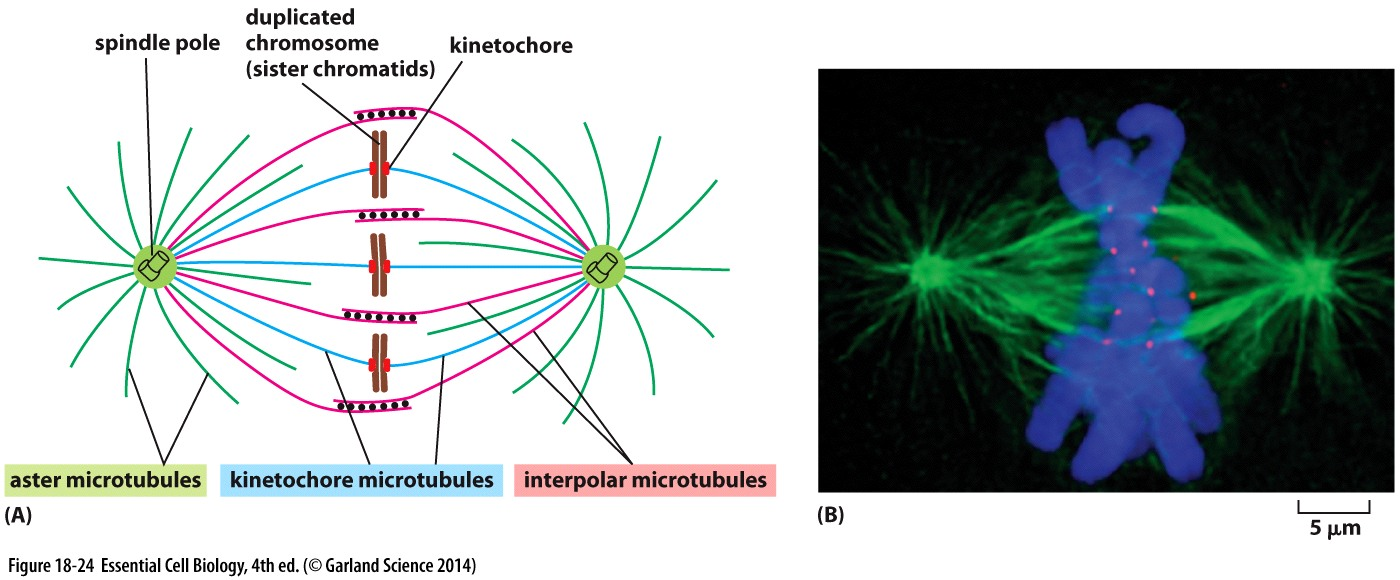 spindle pole
duplicated
chromosome
(sister chromatids)
kinetochore
aster microtubules
kinetochore microtubules
interpolar microtubules
(A)
(B)
5 μm
Figure 18-24 Essential Cell Biology, 4th ed. (© Garland Science 2014)